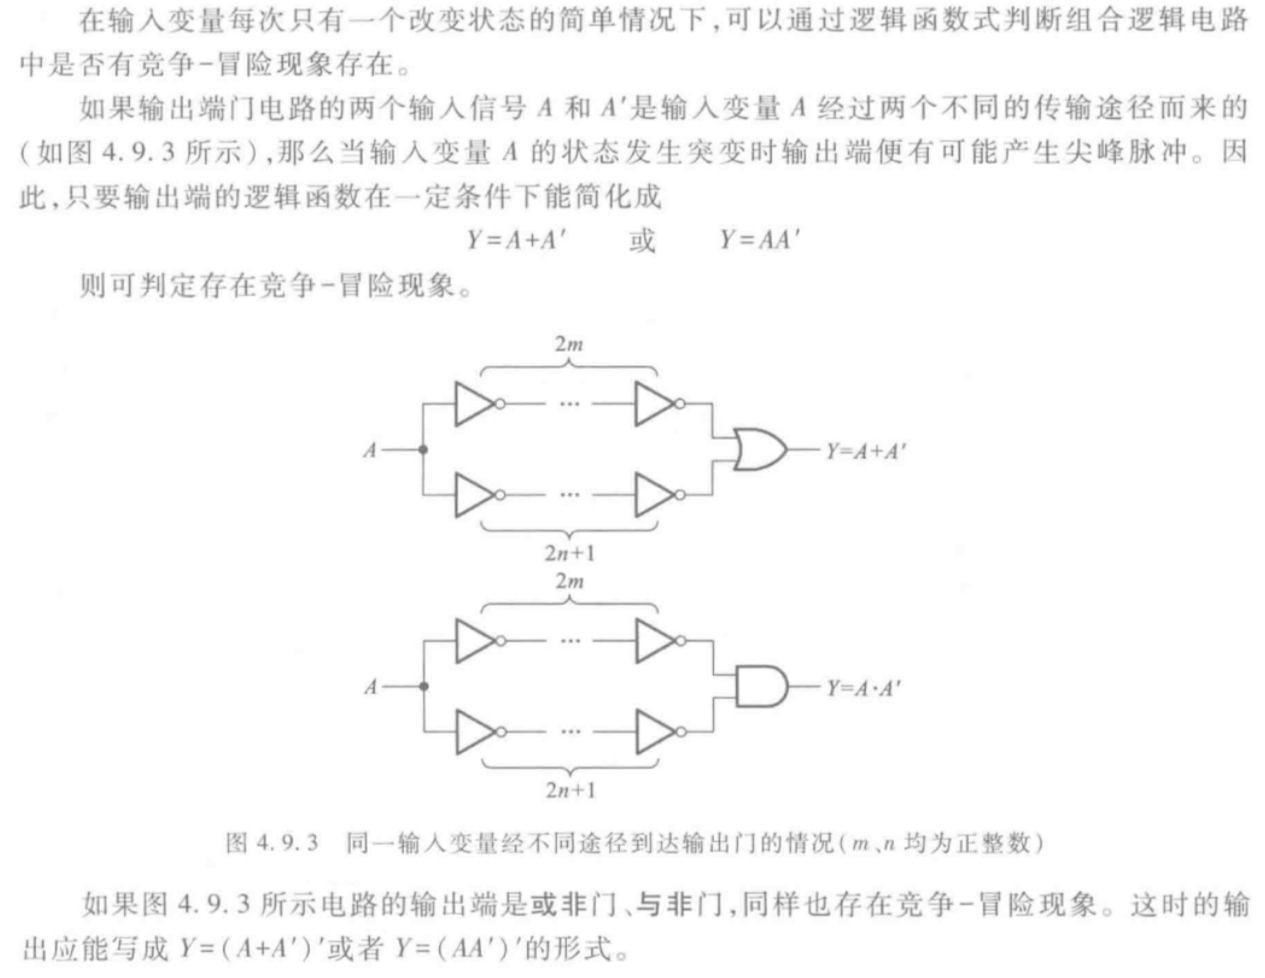 在输入变量每次只有一个改变状态的简单情况下,可以通过逻辑函数式判断组合逻辑电路
中是否有竞争-冒险现象存在。
如果输出端门电路的两个输入信号 A 和 A′是输入变量 A 经过两个不同的传输途径而来的
(如图 4.9.3 所示),那么当输入变量 A 的状态发生突变时输出端便有可能产生尖峰脉冲。因
此,只要输出端的逻辑函数在一定条件下能简化成
Y=A+A′ 或 Y=AA′
则可判定存在竞争-冒险现象。
2m
...
A
Y=A+A′
...
2n+1
2m
...
A
Y=A·A′
...
2n+1
图 4.9.3 同一输入变量经不同途径到达输出门的情况(m、n 均为正整数)
如果图 4.9.3 所示电路的输出端是或非门、与非门,同样也存在竞争-冒险现象。这时的输
出应能写成 Y=(A+A′)′或者 Y=(AA′)′的形式。